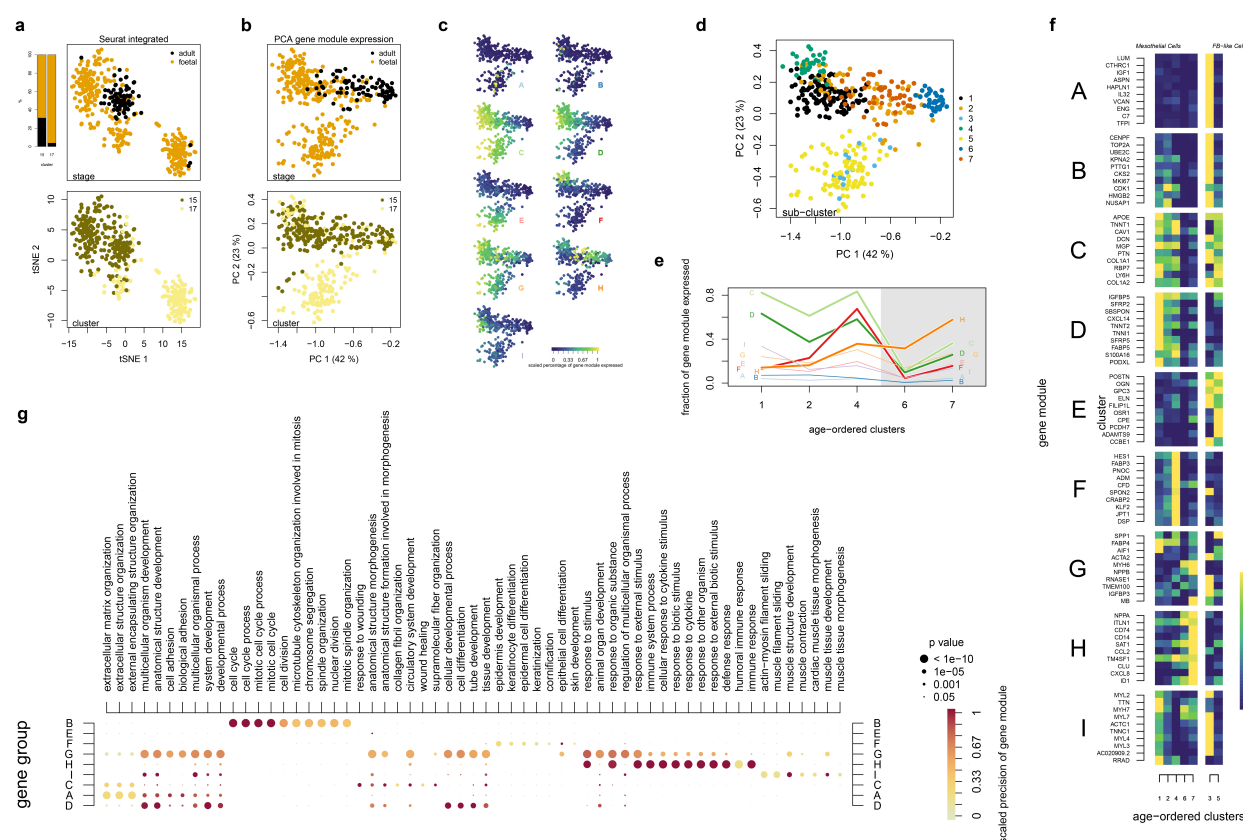 a
Seurat integrated
adult
foetal
100
80
60
40
20
0
%
15
17
cluster
stage
15
17
10
5
0
−5
−10
tSNE 2
cluster
−15
−5
0
5
10
15
tSNE 1
b
PCA gene module expression
adult
foetal
stage
15
17
0.4
0.2
0.0
−0.2
−0.6
PC 2 (23 %)
cluster
−1.4
−1.0
−0.6
−0.2
PC 1 (42 %)
c
A
B
C
D
E
F
G
H
I
0
0.33
0.67
1
scaled percentage of gene module expressed
d
0.4
0.2
0.0
−0.2
−0.4
−0.6
PC 2 (23 %)
1
2
3
4
5
6
7
sub−cluster
−1.4
−1.0
−0.6
−0.2
PC 1 (42 %)
e
fraction of gene module expressed
0.8
0.4
0.0
C
D
I
G
E
F
H
A
B
H
C
G
D
E
F
I
A
B
1
2
4
6
7
age−ordered clusters
f
Mesothelial Cells
FB−like Cel
gene module
cluster
A
LUM
CTHRC1
IGF1
ASPN
HAPLN1
IL32
VCAN
ENG
C7
TFPI
B
CENPF
TOP2A
UBE2C
KPNA2
PTTG1
CKS2
MKI67
CDK1
HMGB2
NUSAP1
C
APOE
TNNT1
CAV1
DCN
MGP
PTN
COL1A1
RBP7
LY6H
COL1A2
D
IGFBP5
SFRP2
SBSPON
CXCL14
TNNT2
TNNI1
SFRP5
FABP5
S100A16
PODXL
E
POSTN
OGN
GPC3
ELN
FILIP1L
OSR1
CPE
PCDH7
ADAMTS9
CCBE1
F
HES1
FABP3
PNOC
ADM
CFD
SPON2
CRABP2
KLF2
JPT1
DSP
G
SPP1
FABP4
AIF1
ACTA2
MYH6
NPPB
RNASE1
TMEM100
IGFBP3
MB
H
NPPA
ITLN1
CD74
CD14
SAT1
CCL2
TM4SF1
CLU
CXCL8
ID1
I
MYL2
TTN
MYH7
MYL7
ACTC1
TNNC1
MYL4
MYL3
AC020909.2
RRAD
1
2
4
6
7
3
5
age−ordered clusters
g
extracellular matrix organization
extracellular structure organization
external encapsulating structure organization
multicellular organism development
anatomical structure development
cell adhesion
biological adhesion
multicellular organismal process
system development
developmental process
cell cycle
cell cycle process
mitotic cell cycle process
mitotic cell cycle
cell division
microtubule cytoskeleton organization involved in mitosis
chromosome segregation
spindle organization
nuclear division
mitotic spindle organization
response to wounding
anatomical structure morphogenesis
anatomical structure formation involved in morphogenesis
collagen fibril organization
circulatory system development
wound healing
supramolecular fiber organization
cellular developmental process
cell differentiation
tube development
tissue development
epidermis development
keratinocyte differentiation
epidermal cell differentiation
keratinization
cornification
epithelial cell differentiation
skin development
response to stimulus
animal organ development
response to organic substance
regulation of multicellular organismal process
response to external stimulus
immune system process
cellular response to cytokine stimulus
response to biotic stimulus
response to cytokine
response to other organism
response to external biotic stimulus
defense response
humoral immune response
immune response
actin−myosin filament sliding
muscle filament sliding
muscle structure development
muscle contraction
cardiac muscle tissue morphogenesis
muscle tissue development
muscle tissue morphogenesis
gene group
B
E
F
G
H
I
C
A
D
B
E
F
G
H
I
C
A
D
p value
< 1e−10
1e−05
0.001
0.05
1
0.67
0.33
0
scaled precision of gene module